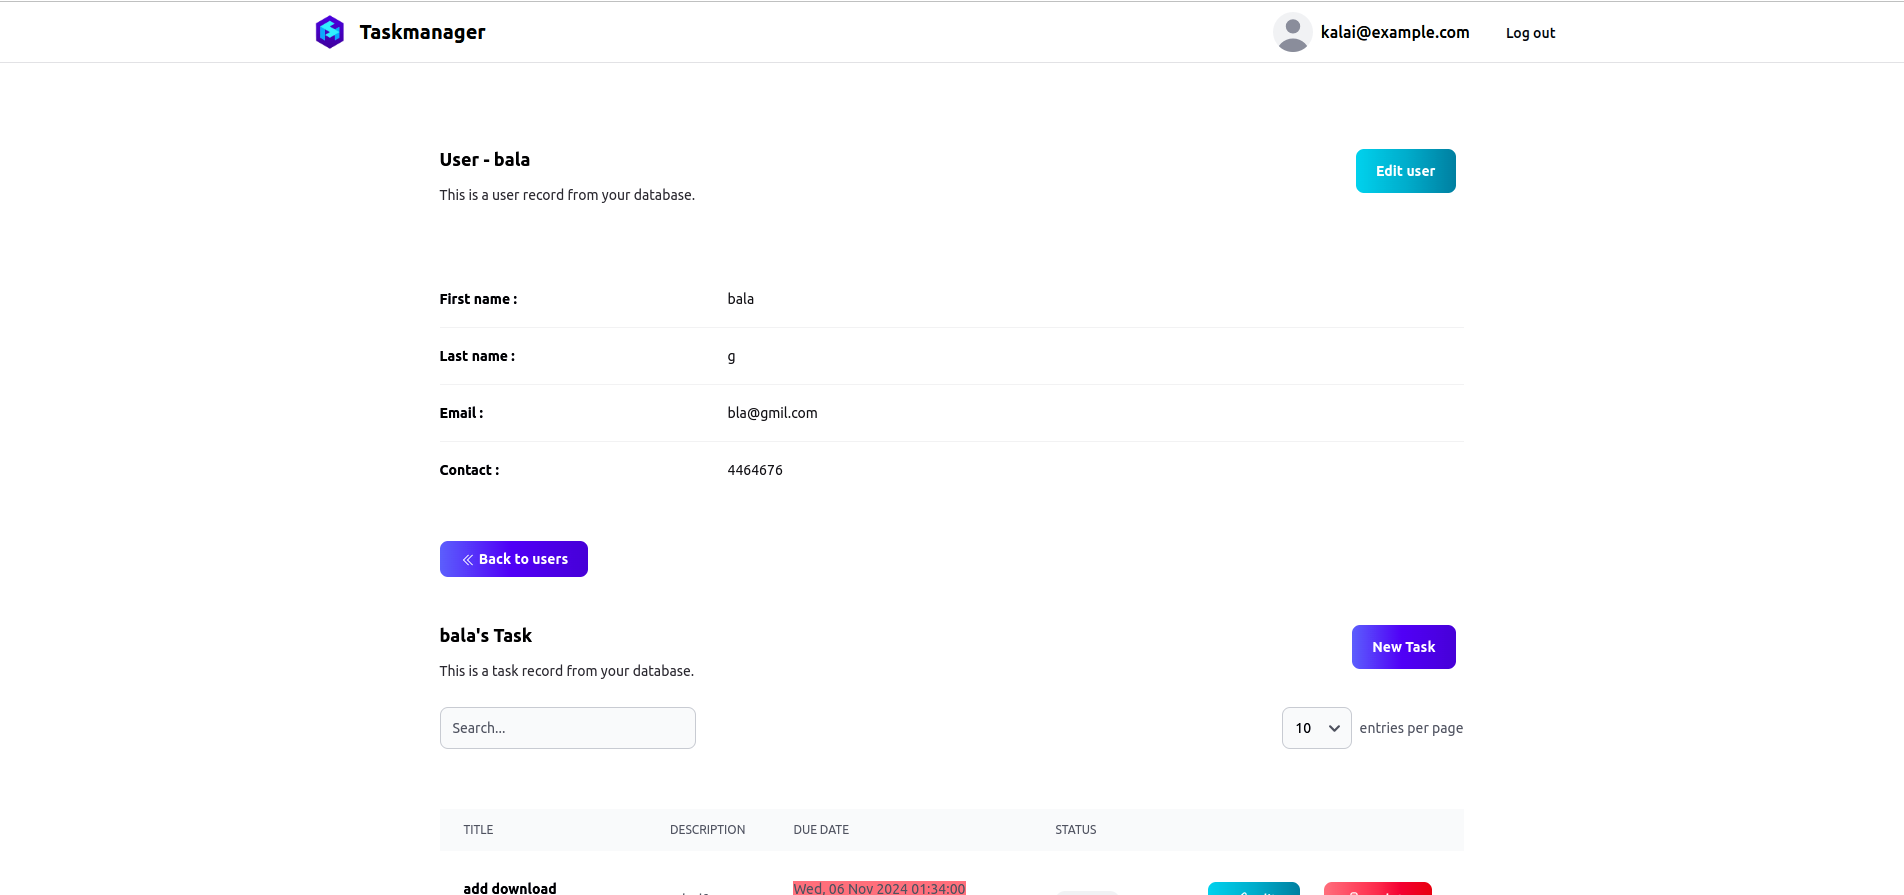 Taskmanager
kalai@example.com
Log out
User - bala
Edit user
This is a user record from your database.
First name : bala
Last name : g
Email : bla@gmil.com
Contact : 4464676
Back to users
bala's Task
New Task
This is a task record from your database.
Search...
10 entries per page
TITLE DESCRIPTION DUE DATE STATUS
add download Wed, 06 Nov 2024 01:34:00